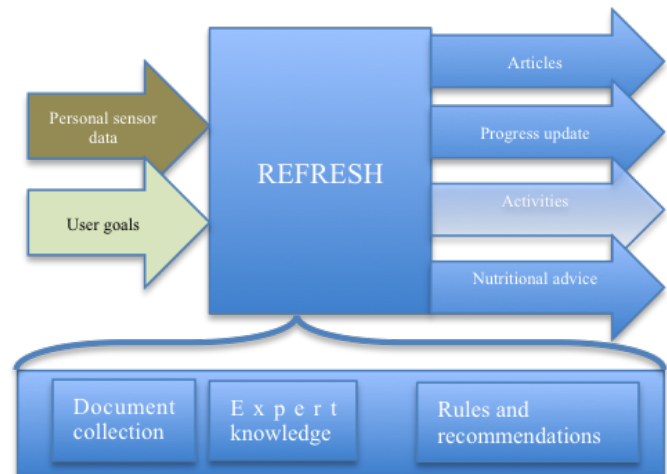 Personal sensor
data
User goals
REFRESH
Articles
Progress update
Activities
Nutritional advice
Document
collection
E x p e r t
knowledge
Rules and
recommendations